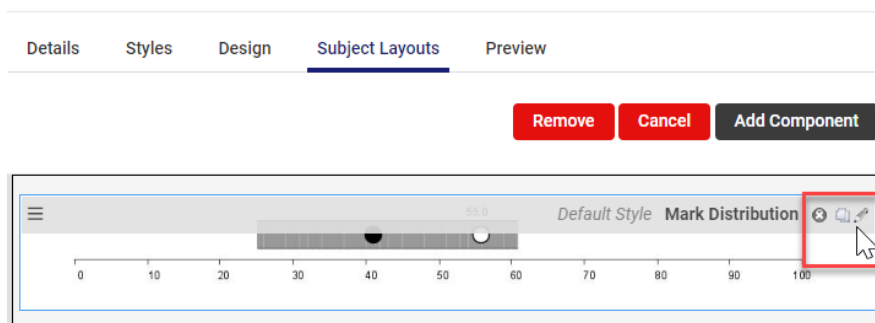 Details Styles Design Subject Layouts Preview
Remove Cancel Add Component
55.0 Default Style Mark Distribution
0 10 20 30 40 50 60 70 80 90 100